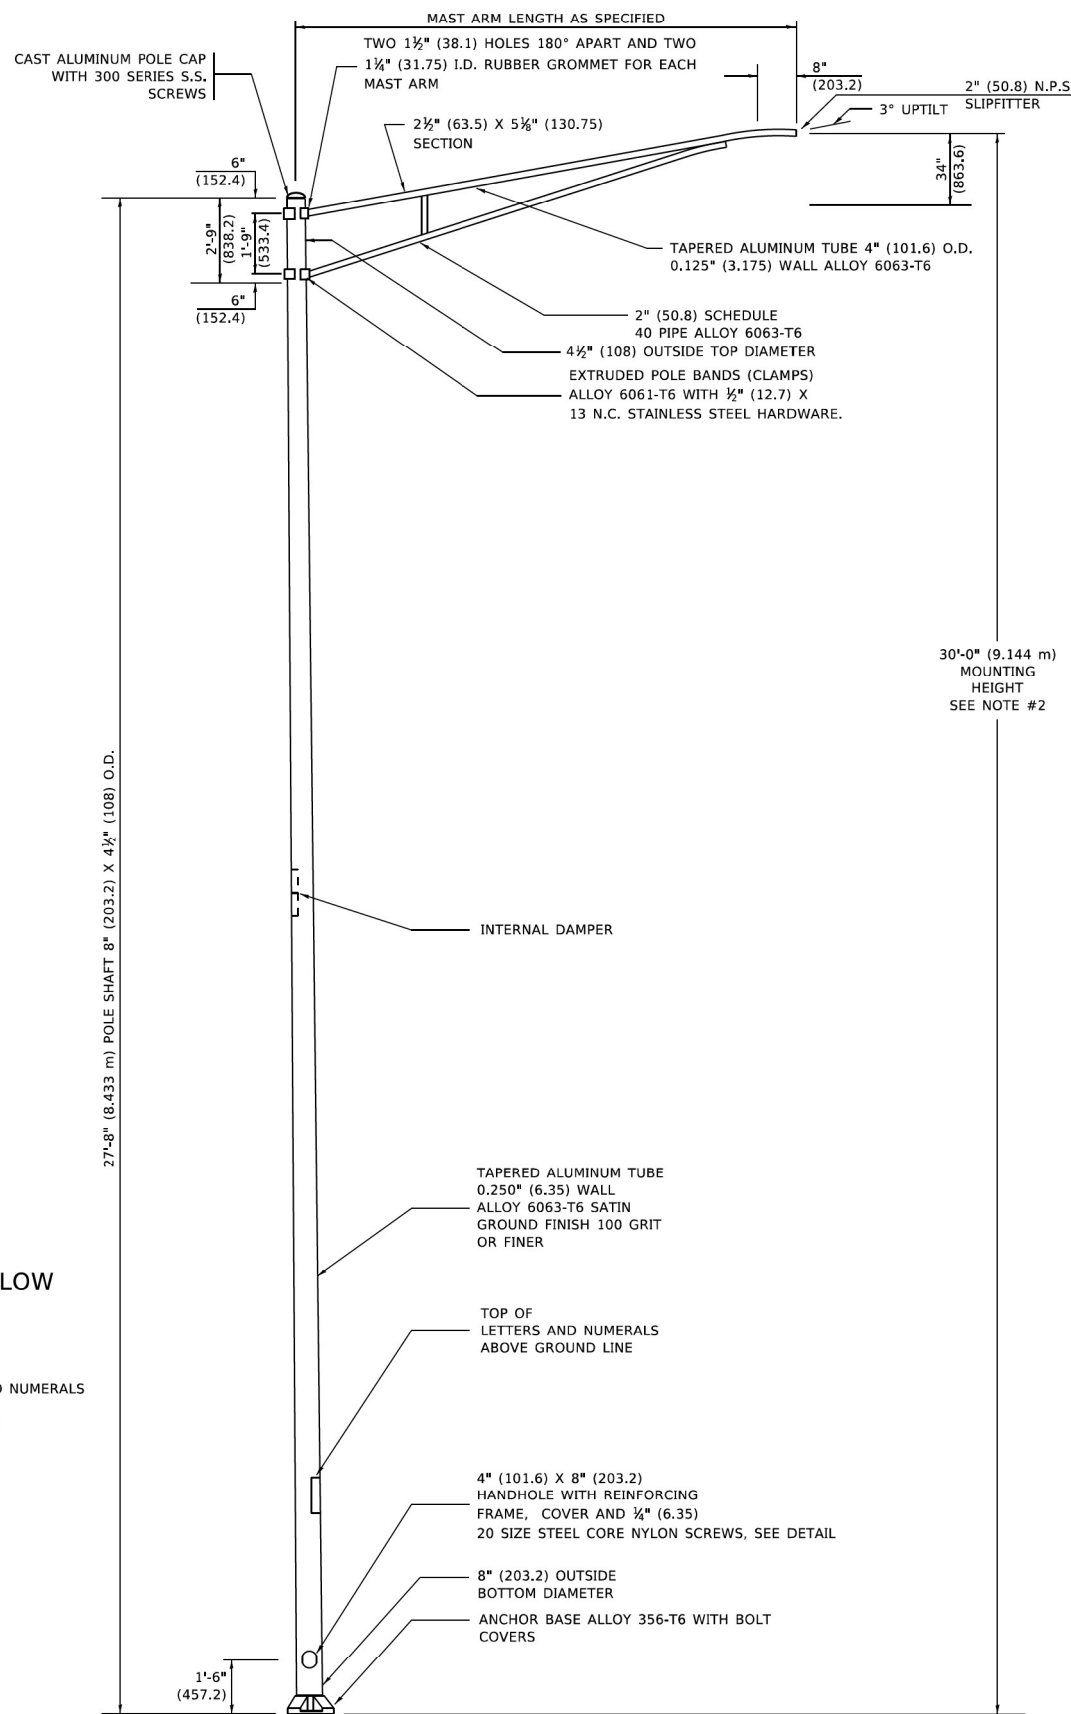 MAST ARM LENGTH AS SPECIFIED
CAST ALUMINUM POLE CAP
WITH 300 SERIES S.S.
SCREWS
TWO 1½" (38.1) HOLES 180° APART AND TWO
1¼" (31.75) I.D. RUBBER GROMMET FOR EACH
MAST ARM
8"
(203.2)
2" (50.8) N.P.S
SLIPFITTER
3° UPTILT
2½" (63.5) X 5⅛" (130.75)
SECTION
34"
(863.6)
6"
(152.4)
2'-9"
(838.2)
1'-9"
(533.4)
6"
(152.4)
TAPERED ALUMINUM TUBE 4" (101.6) O.D.
0.125" (3.175) WALL ALLOY 6063-T6
2" (50.8) SCHEDULE
40 PIPE ALLOY 6063-T6
4½" (108) OUTSIDE TOP DIAMETER
EXTRUDED POLE BANDS (CLAMPS)
ALLOY 6061-T6 WITH ½" (12.7) X
13 N.C. STAINLESS STEEL HARDWARE.
30'-0" (9.144 m)
MOUNTING
HEIGHT
SEE NOTE #2
27'-8" (8.433 m) POLE SHAFT 8" (203.2) X 4½" (108) O.D.
INTERNAL DAMPER
TAPERED ALUMINUM TUBE
0.250" (6.35) WALL
ALLOY 6063-T6 SATIN
GROUND FINISH 100 GRIT
OR FINER
LOW
TOP OF
LETTERS AND NUMERALS
ABOVE GROUND LINE
NUMERALS
4" (101.6) X 8" (203.2)
HANDHOLE WITH REINFORCING
FRAME, COVER AND ¼" (6.35)
20 SIZE STEEL CORE NYLON SCREWS, SEE DETAIL
8" (203.2) OUTSIDE
BOTTOM DIAMETER
ANCHOR BASE ALLOY 356-T6 WITH BOLT
COVERS
1'-6"
(457.2)